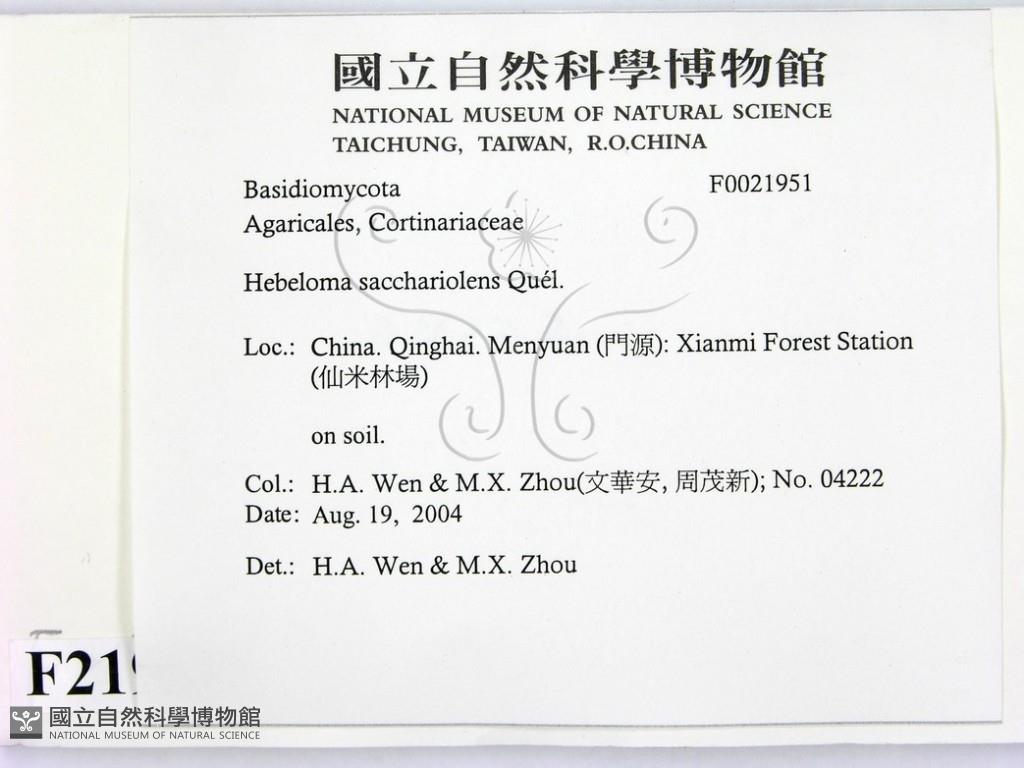 國立自然科學博物館
NATIONAL MUSEUM OF NATURAL SCIENCE
TAICHUNG, TAIWAN, R.O.CHINA
Basidiomycota F0021951
Agaricales, Cortinariaceae
Hebeloma sacchariolens Quél.
Loc.: China. Qinghai. Menyuan (門源): Xianmi Forest Station
(仙米林場)
on soil.
Col.: H.A. Wen & M.X. Zhou(文華安, 周茂新); No. 04222
Date: Aug. 19, 2004
Det.: H.A. Wen & M.X. Zhou
F21
國立自然科學博物館
NATIONAL MUSEUM OF NATURAL SCIENCE